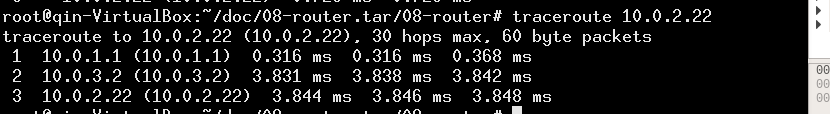 root@qin-VirtualBox:~/doc/08-router.tar/08-router# traceroute 10.0.2.22
traceroute to 10.0.2.22 (10.0.2.22), 30 hops max, 60 byte packets
 1  10.0.1.1 (10.0.1.1)  0.316 ms  0.316 ms  0.368 ms
 2  10.0.3.2 (10.0.3.2)  3.831 ms  3.838 ms  3.842 ms
 3  10.0.2.22 (10.0.2.22)  3.844 ms  3.846 ms  3.848 ms
root@qin-VirtualBox:~/doc/08-router.tar/08-router#
00
00
00